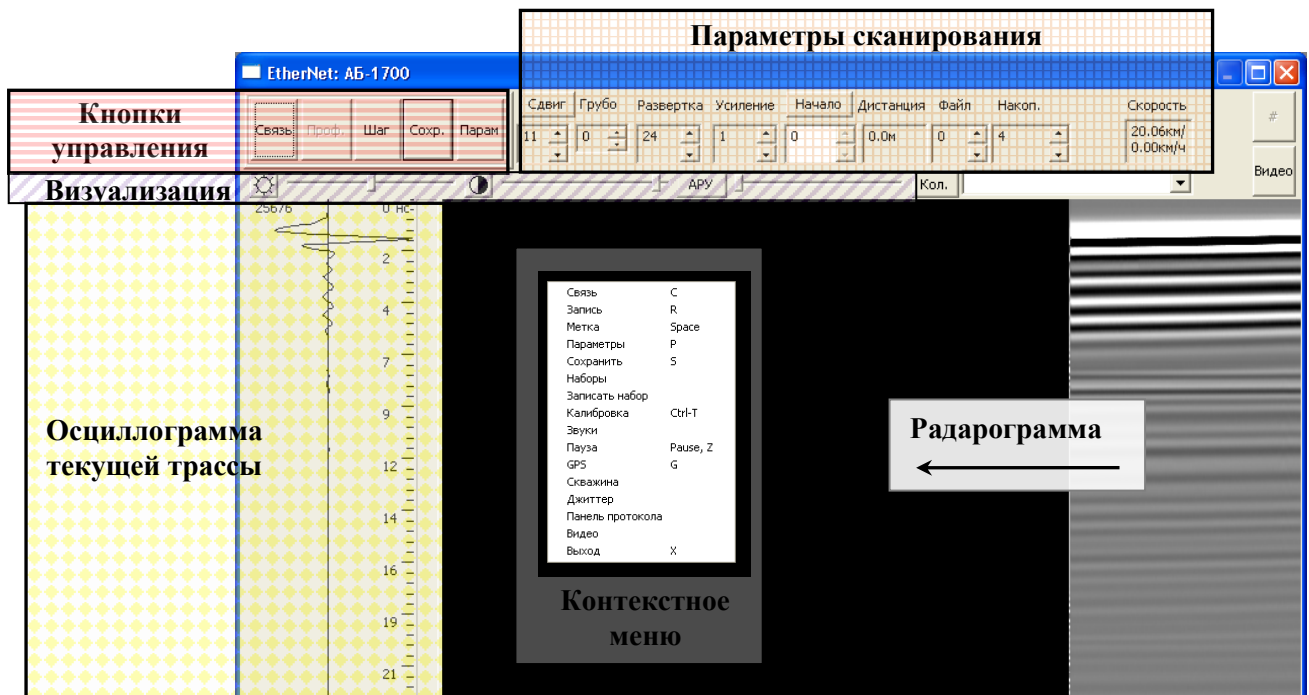 Параметры сканирования
EtherNet: АБ-1700
Кнопки
управления
Связь Проф. Шаг Сохр. Парам
Сдвиг Грубо Развертка Усиление Начало Дистанция Файл Накоп. Скорость
11 0 24 1 0 0.0м 0 4 20.06км/
0.00км/ч
#
Видео
Визуализация
АРУ
Кол.
25676 0 нс
2
4
7
9
12
14
16
19
21
Осциллограмма
текущей трассы
Связь C
Запись R
Метка Space
Параметры P
Сохранить S
Наборы
Записать набор
Калибровка Ctrl-T
Звуки
Пауза Pause, Z
GPS G
Скважина
Джиттер
Панель протокола
Видео
Выход X
Контекстное
меню
Радарограмма